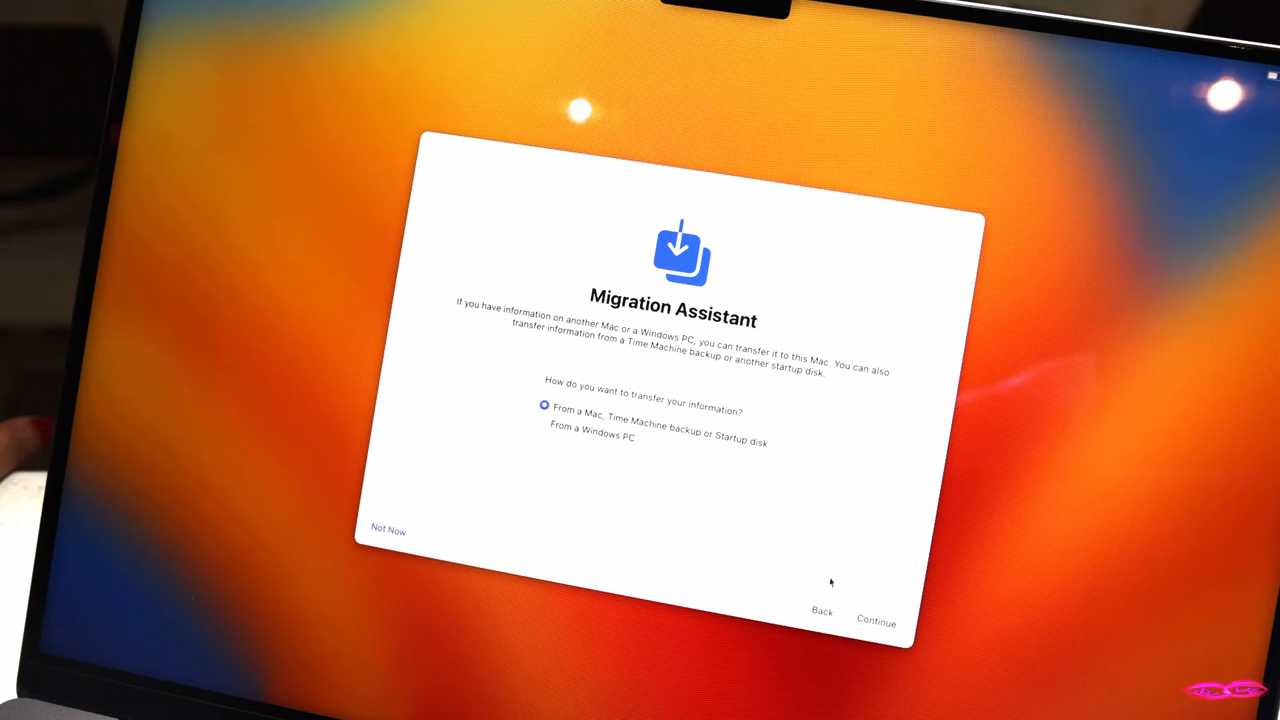 Migration Assistant
If you have information on another Mac or a Windows PC, you can transfer it to this Mac. You can also
transfer information from a Time Machine backup or another startup disk.
How do you want to transfer your information?
From a Mac, Time Machine backup or Startup disk
From a Windows PC
Not Now
Back
Continue